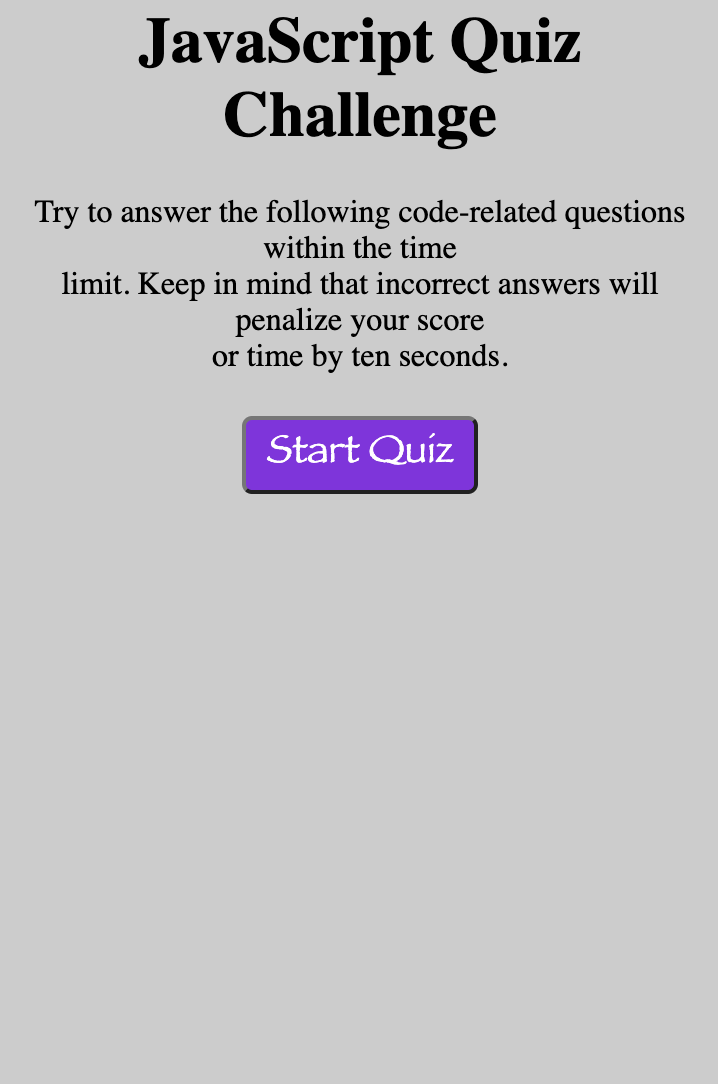 JavaScript Quiz
Challenge
Try to answer the following code-related questions
within the time
limit. Keep in mind that incorrect answers will
penalize your score
or time by ten seconds.
Start Quiz